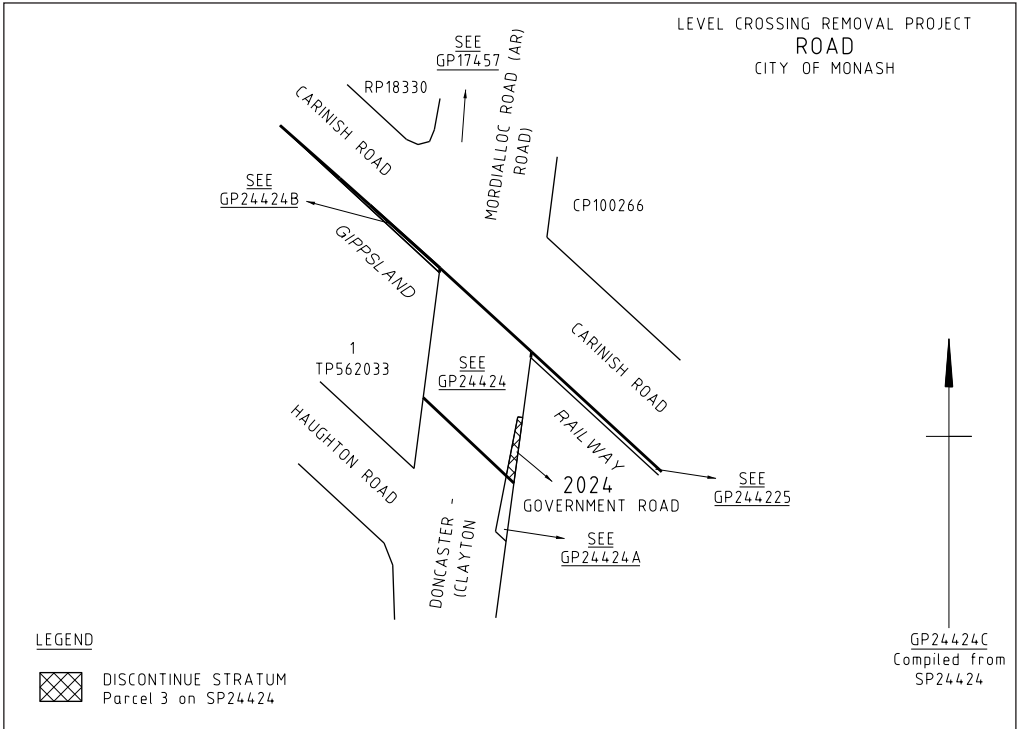 LEVEL CROSSING REMOVAL PROJECT
ROAD
CITY OF MONASH
SEE
GP17457
RP18330
MORDIALLOC ROAD (AR)
ROAD)
CARINISH ROAD
SEE
GP24424B
CP100266
GIPPSLAND
1
TP562033
SEE
GP24424
CARINISH ROAD
HAUGHTON ROAD
RAILWAY
2024
GOVERNMENT ROAD
SEE
GP244225
DONCASTER -
(CLAYTON
SEE
GP24424A
LEGEND
DISCONTINUE STRATUM
Parcel 3 on SP24424
GP24424C
Compiled from
SP24424